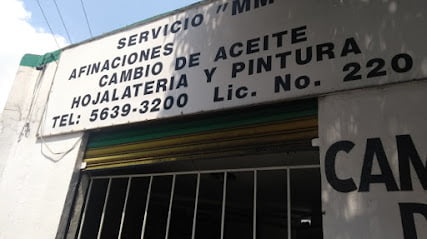 SERVICIO "MM
AFINACIONES
CAMBIO DE ACEITE
HOJALATERIA Y PINTURA
TEL: 5639-3200 Lic. No. 220
CAM